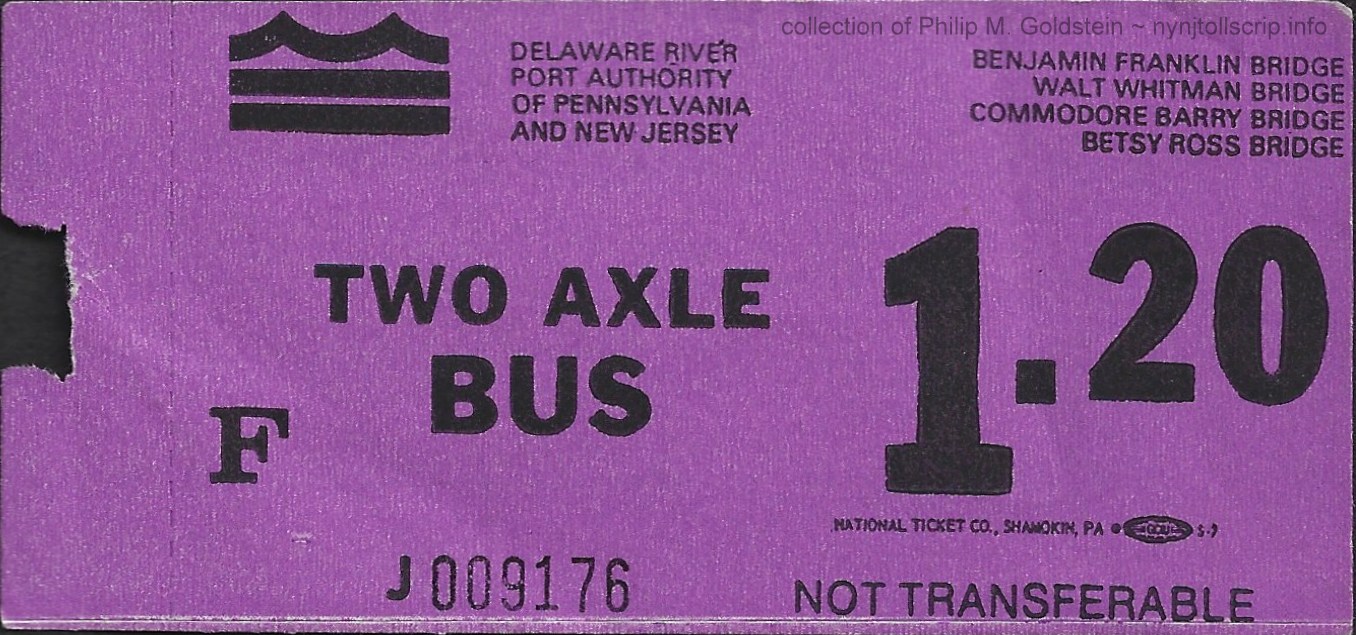 collection of Philip M. Goldstein ~ nynjtollscrip.info
DELAWARE RIVER
PORT AUTHORITY
OF PENNSYLVANIA
AND NEW JERSEY
BENJAMIN FRANKLIN BRIDGE
WALT WHITMAN BRIDGE
COMMODORE BARRY BRIDGE
BETSY ROSS BRIDGE
TWO AXLE
BUS
1.20
F
NATIONAL TICKET CO., SHAMOKIN, PA
J 009176
NOT TRANSFERABLE